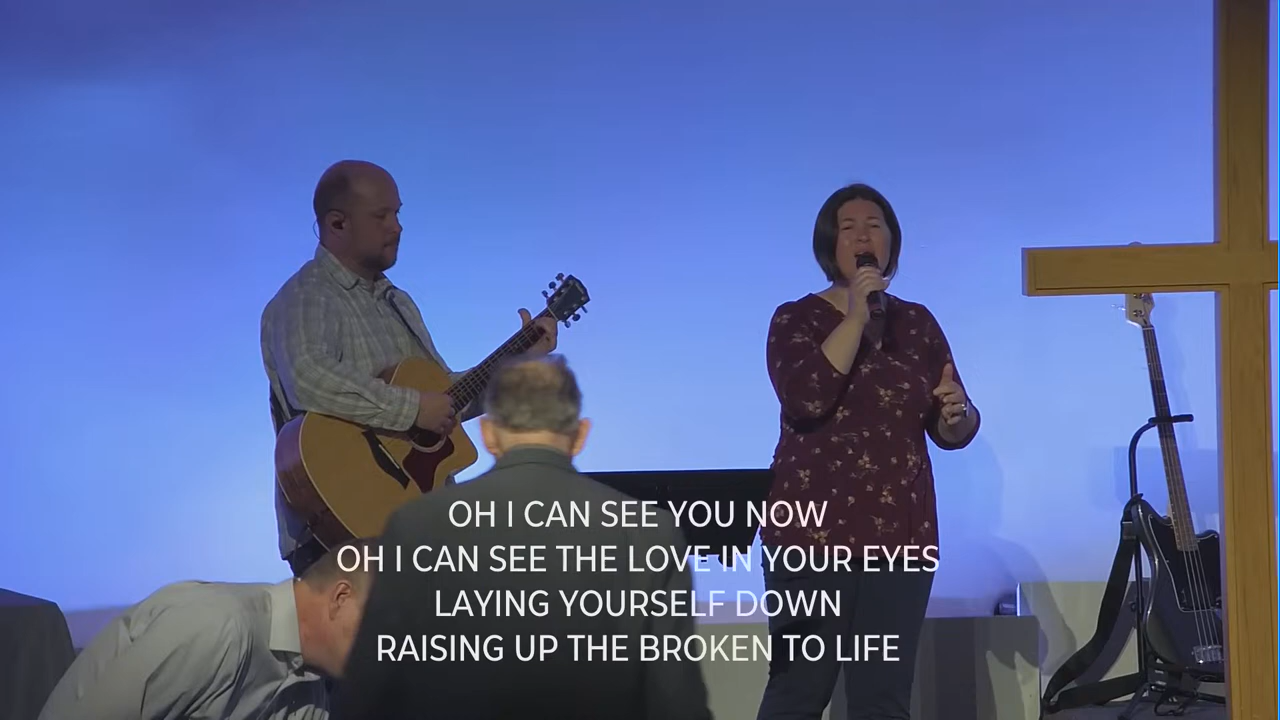 OH I CAN SEE YOU NOW
OH I CAN SEE THE LOVE IN YOUR EYES
LAYING YOURSELF DOWN
RAISING UP THE BROKEN TO LIFE